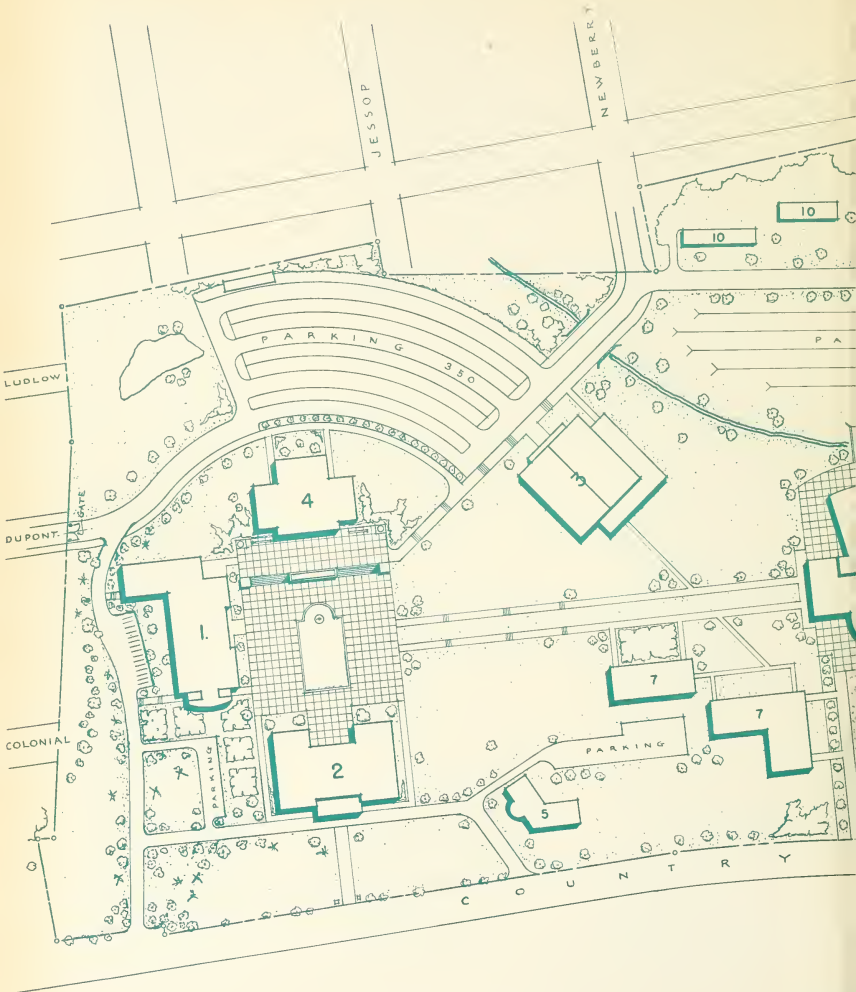 NEWBERRY
JESSOP
10
10
PARKING 350
PA
LUDLOW
GATE
DUPONT
4
3
1.
7
7
COLONIAL
PARKING
2
PARKING
5
COUNTRY